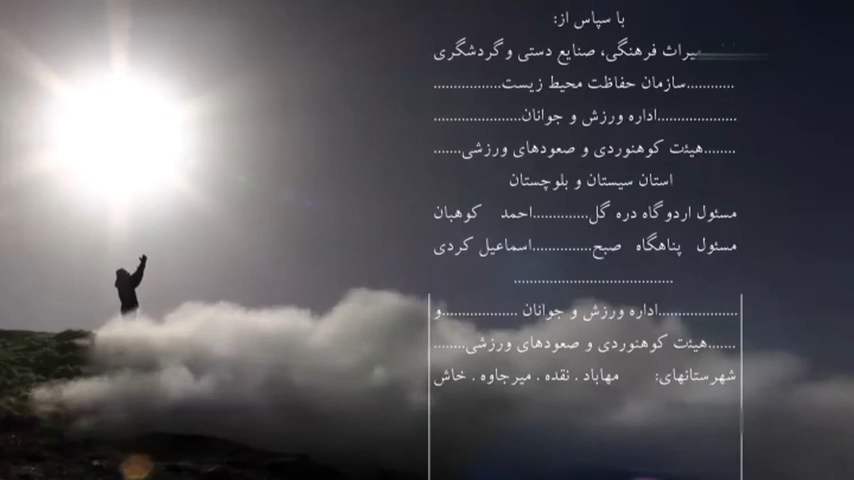 با سپاس از:
میراث فرهنگی، صنایع دستی و گردشگری
............سازمان حفاظت محیط زیست................
....................اداره ورزش و جوانان.....................
........هیئت کوهنوردی و صعودهای ورزشی.......
استان سیستان و بلوچستان
مسئول اردوگاه دره گل..............احمد کوهبان
مسئول پناهگاه صبح...............اسماعیل کردی
.......................................
....................اداره ورزش و جوانان ..................و
.......هیئت کوهنوردی و صعودهای ورزشی........
شهرستانهای: مهاباد . نقده . میرجاوه . خاش